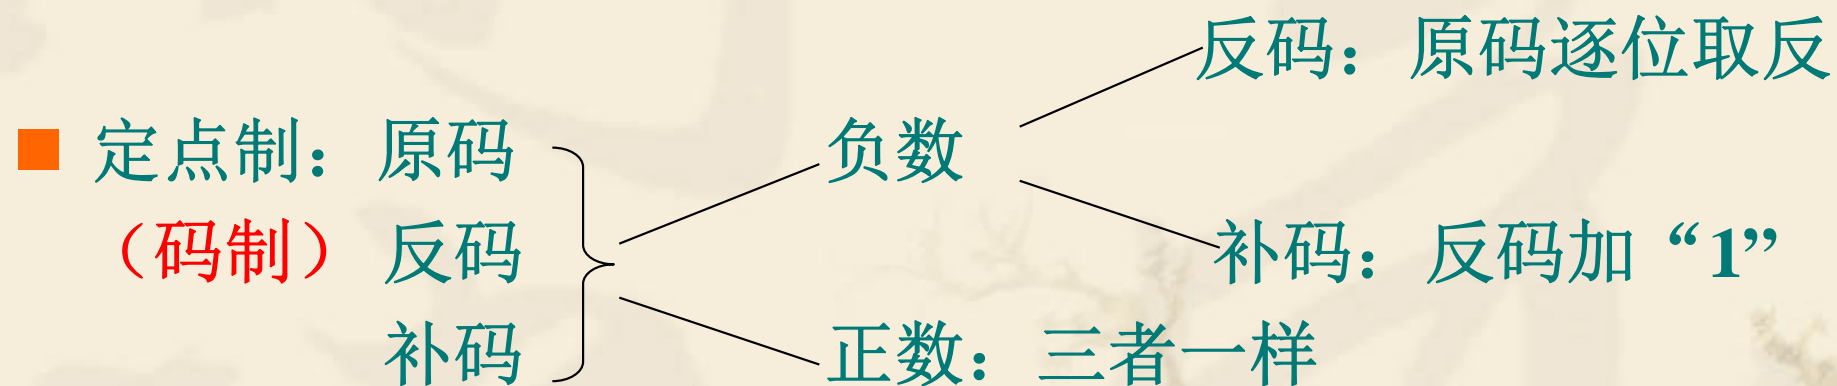 反码：原码逐位取反
定点制：原码 负数
（码制） 反码 补码：反码加“1”
补码 正数：三者一样